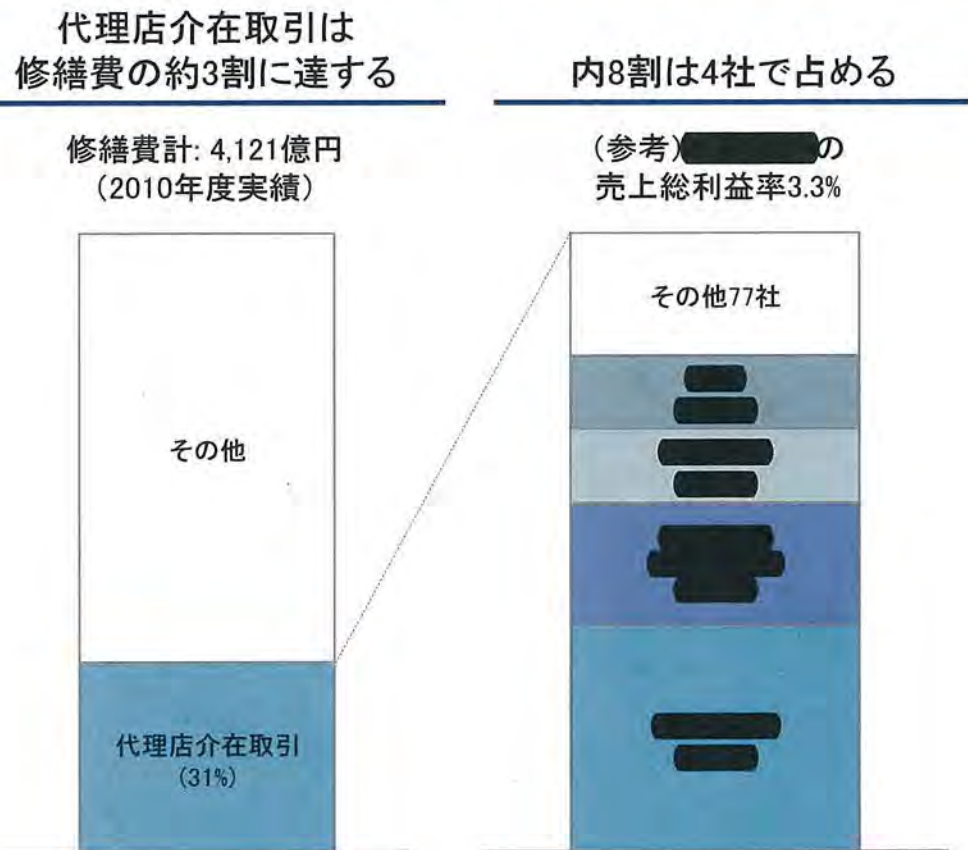 代理店介在取引は
修繕費の約3割に達する
修繕費計: 4,121億円
(2010年度実績)
その他
代理店介在取引
(31%)
内8割は4社で占める
(参考) の
売上総利益率3.3%
その他77社